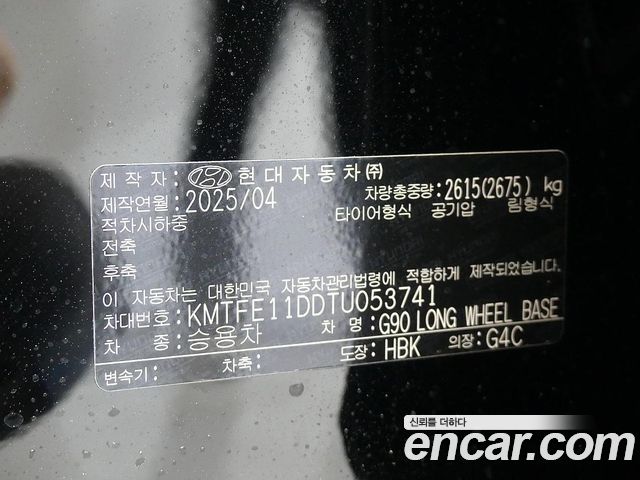 제 작 자: HYUNDAI 현대자동차㈜
제작연월: 2025/04 차량총중량: 2615(2675) kg
적차시하중 타이어형식 공기압 림형식
전축
후축
이 자동차는 대한민국 자동차관리법령에 적합하게 제작되었습니다.
차대번호: KMTFE11DDTU053741
차 종: 승용차 차 명: G90 LONG WHEEL BASE
변속기: 차축: 도장: HBK 의장: G4C
신뢰를 더하다
encar.com